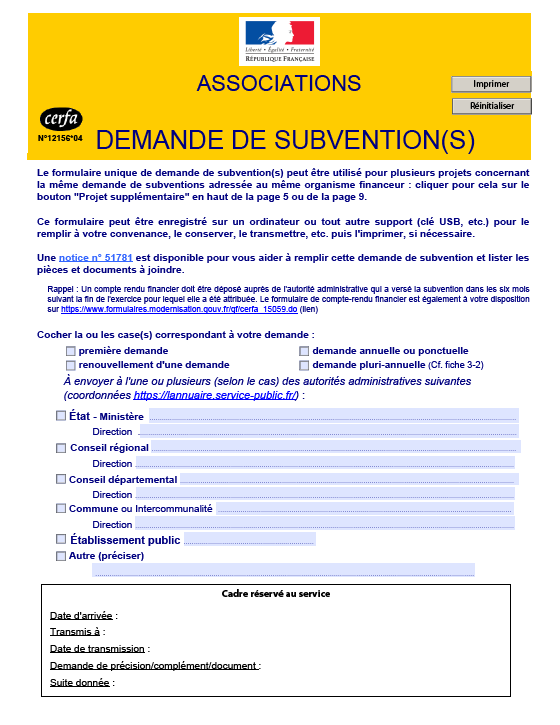 Liberté • Égalité • Fraternité
RÉPUBLIQUE FRANÇAISE
ASSOCIATIONS
Imprimer
Réinitialiser
cerfa
N°12156*04
DEMANDE DE SUBVENTION(S)
Le formulaire unique de demande de subvention(s) peut être utilisé pour plusieurs projets concernant
la même demande de subventions adressée au même organisme financeur : cliquer pour cela sur le
bouton "Projet supplémentaire" en haut de la page 5 ou de la page 9.
Ce formulaire peut être enregistré sur un ordinateur ou tout autre support (clé USB, etc.) pour le
remplir à votre convenance, le conserver, le transmettre, etc. puis l'imprimer, si nécessaire.
Une notice n° 51781 est disponible pour vous aider à remplir cette demande de subvention et lister les
pièces et documents à joindre.
Rappel : Un compte rendu financier doit être déposé auprès de l'autorité administrative qui a versé la subvention dans les six mois
suivant la fin de l'exercice pour lequel elle a été attribuée. Le formulaire de compte-rendu financier est également à votre disposition
sur https://www.formulaires.modernisation.gouv.fr/gf/cerfa_15059.do (lien)
Cocher la ou les case(s) correspondant à votre demande :
première demande demande annuelle ou ponctuelle
renouvellement d'une demande demande pluri-annuelle (Cf. fiche 3-2)
À envoyer à l'une ou plusieurs (selon le cas) des autorités administratives suivantes
(coordonnées https://lannuaire.service-public.fr/) :
État - Ministère
Direction
Conseil régional
Direction
Conseil départemental
Direction
Commune ou Intercommunalité
Direction
Établissement public
Autre (préciser)
Cadre réservé au service
Date d'arrivée :
Transmis à :
Date de transmission :
Demande de précision/complément/document :
Suite donnée :